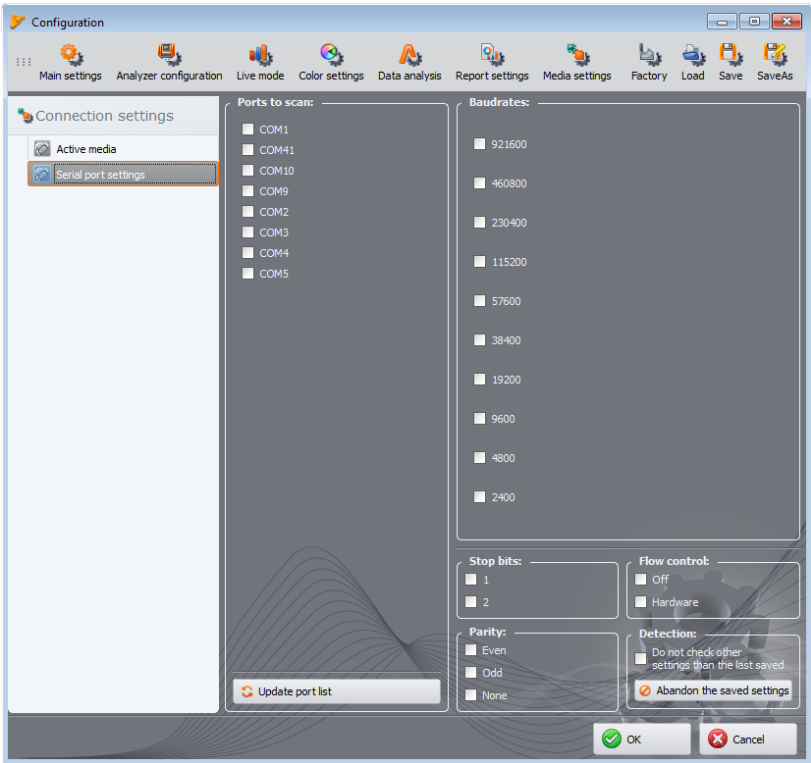 Configuration
Main settings
Analyzer configuration
Live mode
Color settings
Data analysis
Report settings
Media settings
Factory
Load
Save
SaveAs
Connection settings
Active media
Serial port settings
Ports to scan:
COM1
COM41
COM10
COM9
COM2
COM3
COM4
COM5
Update port list
Baudrates:
921600
460800
230400
115200
57600
38400
19200
9600
4800
2400
Stop bits:
1
2
Flow control:
Off
Hardware
Parity:
Even
Odd
None
Detection:
Do not check other
settings than the last saved
Abandon the saved settings
OK
Cancel